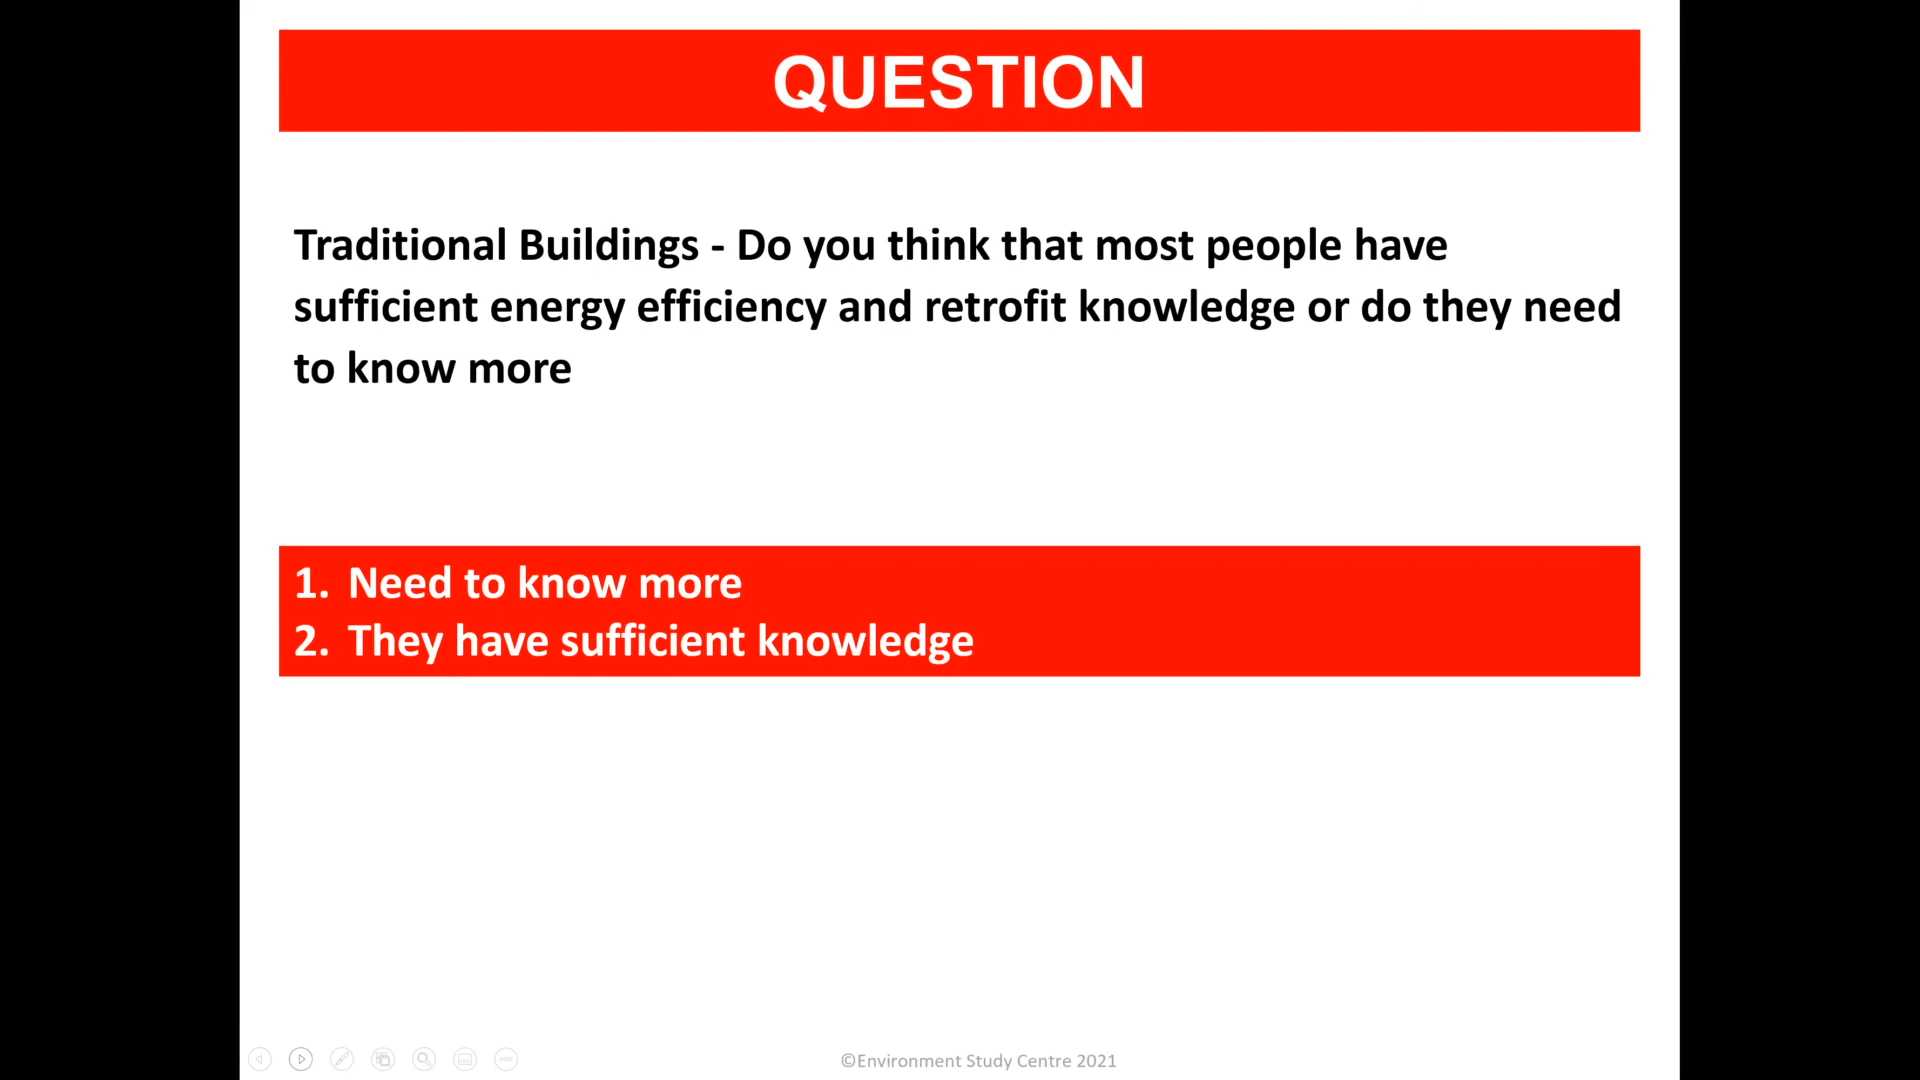 QUESTION
Traditional Buildings - Do you think that most people have
sufficient energy efficiency and retrofit knowledge or do they need
to know more
1. Need to know more
2. They have sufficient knowledge
©Environment Study Centre 2021